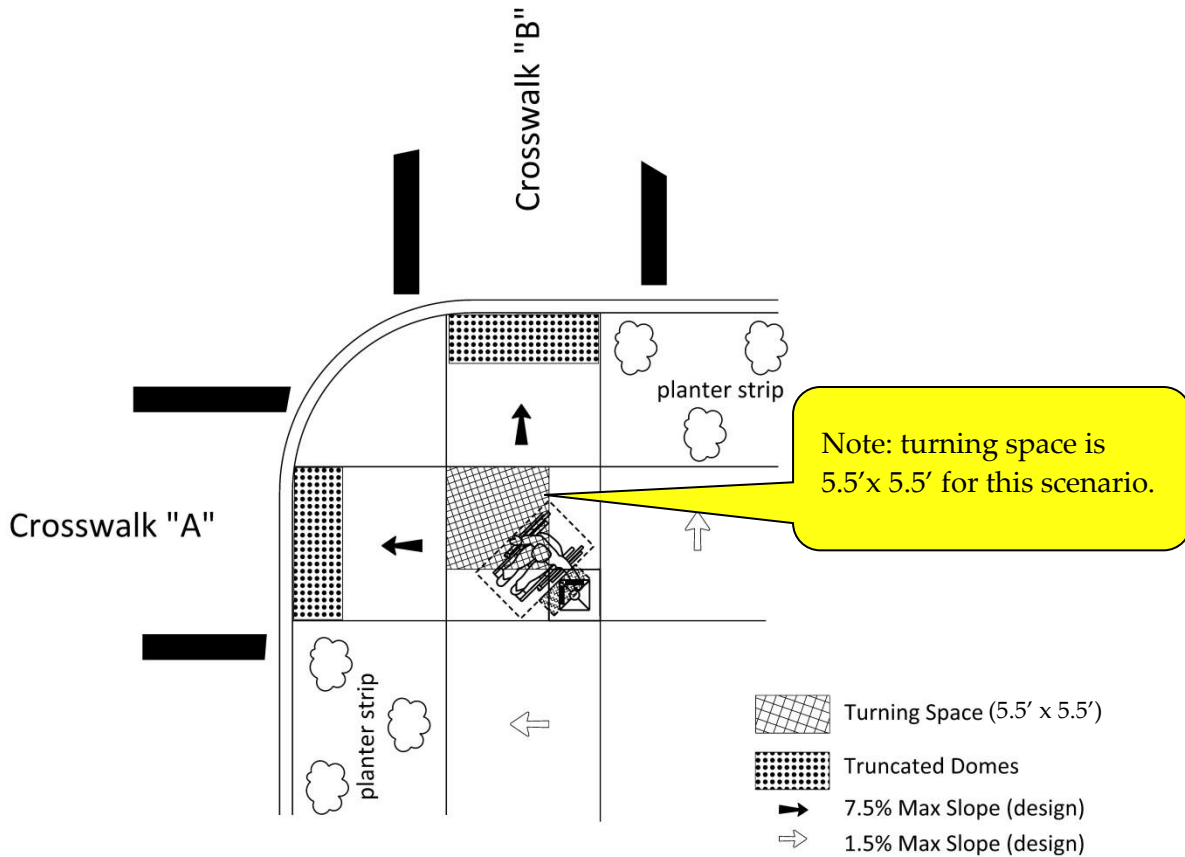 Crosswalk "B"
planter strip
Note: turning space is
5.5’x 5.5’ for this scenario.
Crosswalk "A"
planter strip
Turning Space (5.5’ x 5.5’)
Truncated Domes
7.5% Max Slope (design)
1.5% Max Slope (design)